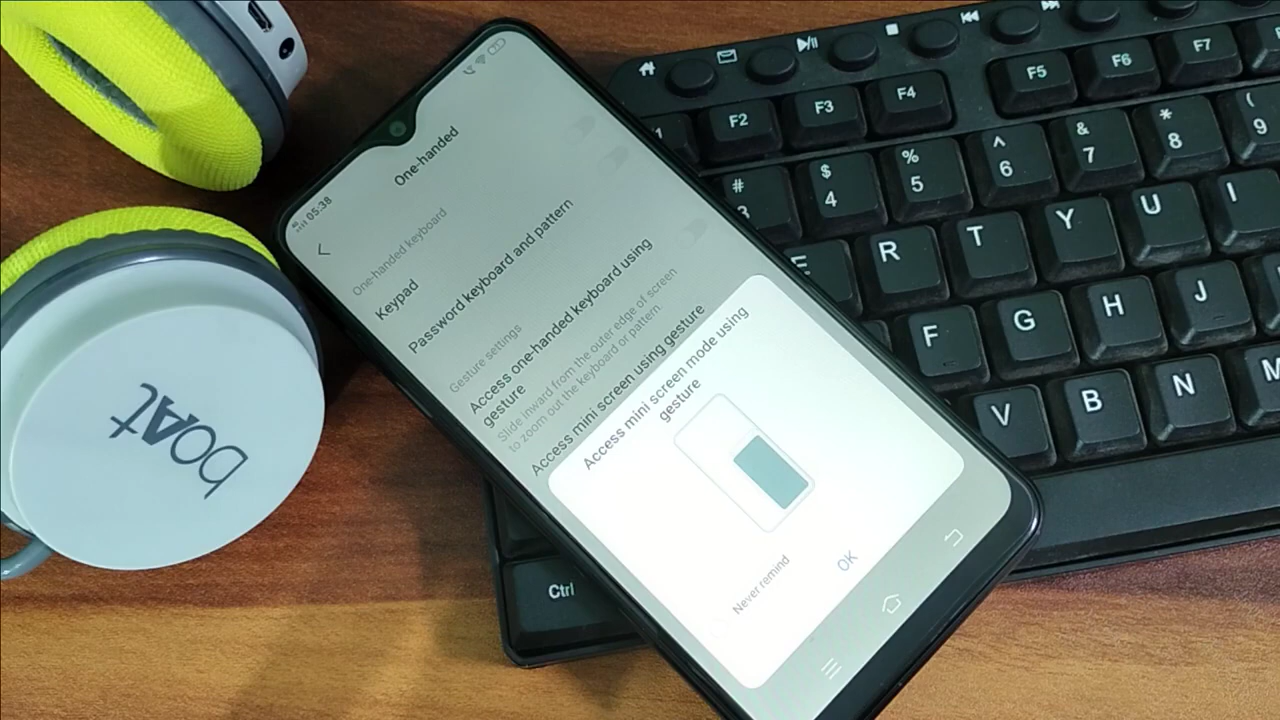 05:38
One-handed
One-handed keyboard
Keypad
Password keyboard and pattern
Gesture settings
Access one-handed keyboard using
gesture
Slide inward from the outer edge of screen
to zoom out the keyboard or pattern
Access mini screen using gesture
Access mini screen mode using
gesture
Never remind
OK
boAt
F2 F3 F4 F5 F6 F7
# 3 $ 4 % 5 ^ 6 & 7 * 8 ( 9
E R T Y U I
F G H J
V B N M
Ctrl